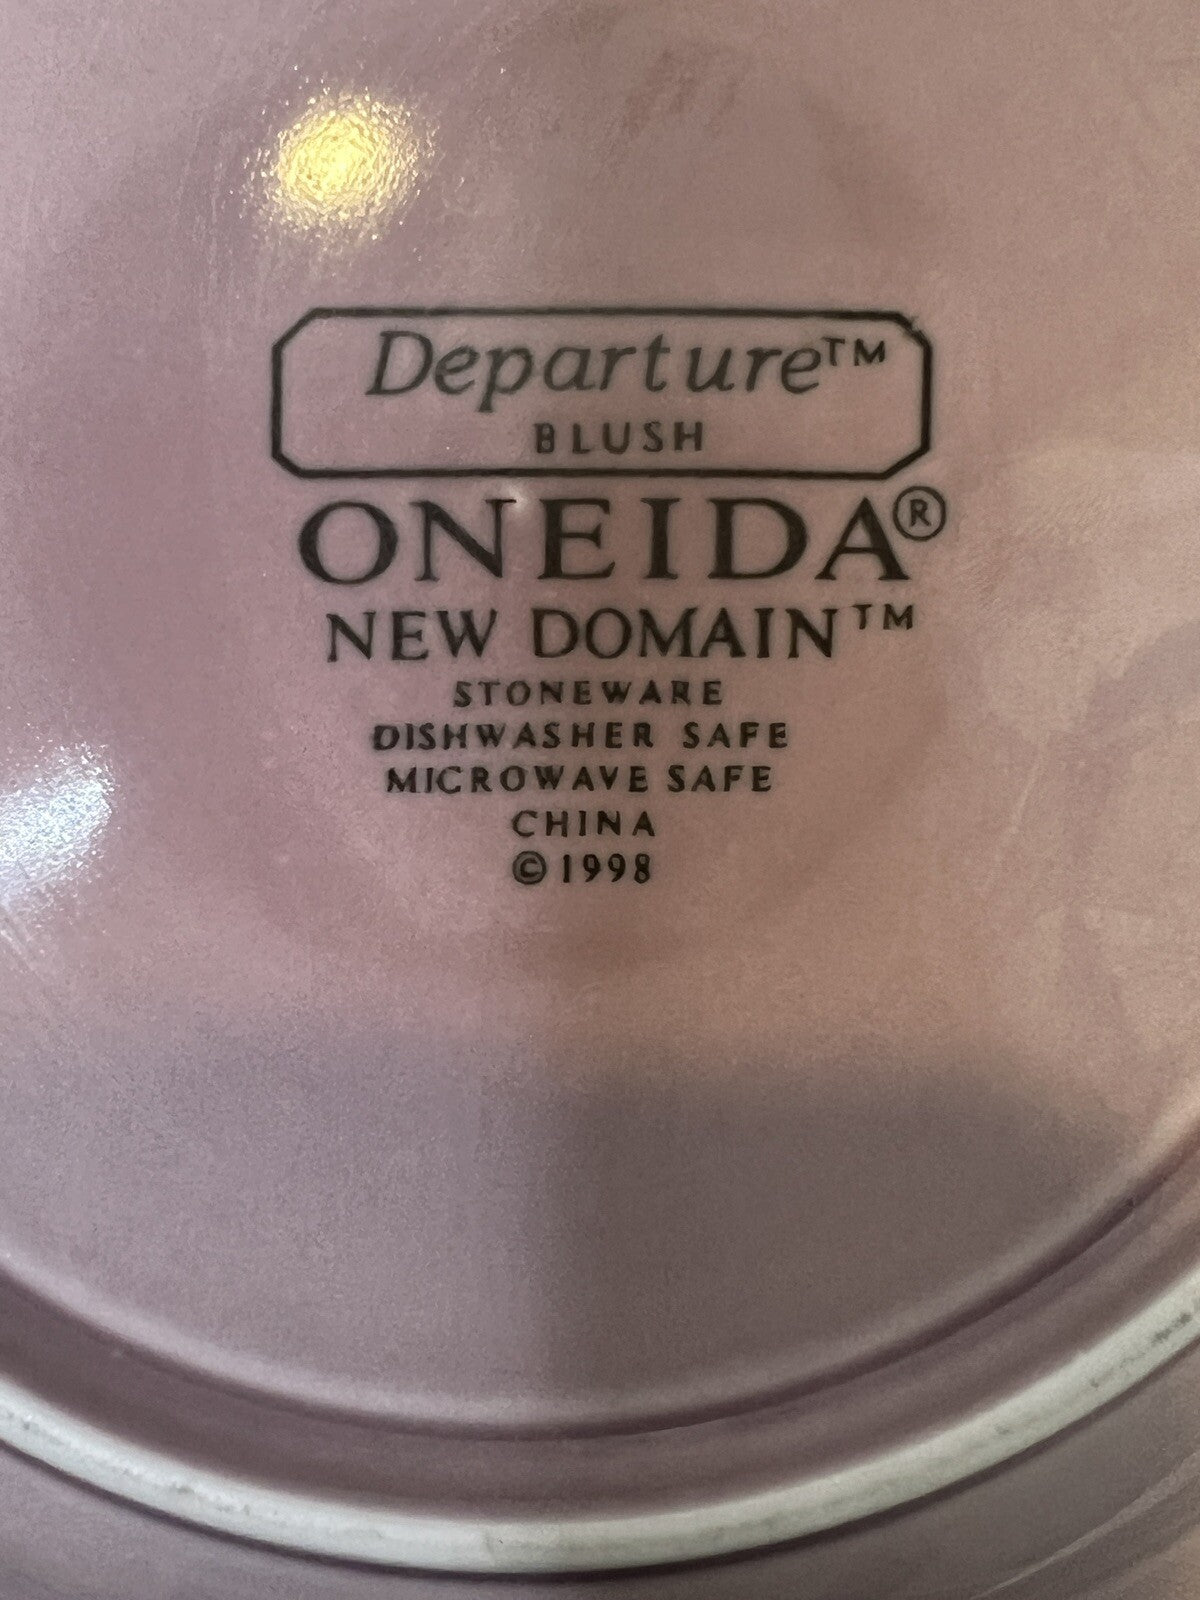 Departure™
BLUSH
ONEIDA®
NEW DOMAIN™
STONEWARE
DISHWASHER SAFE
MICROWAVE SAFE
CHINA
©1998